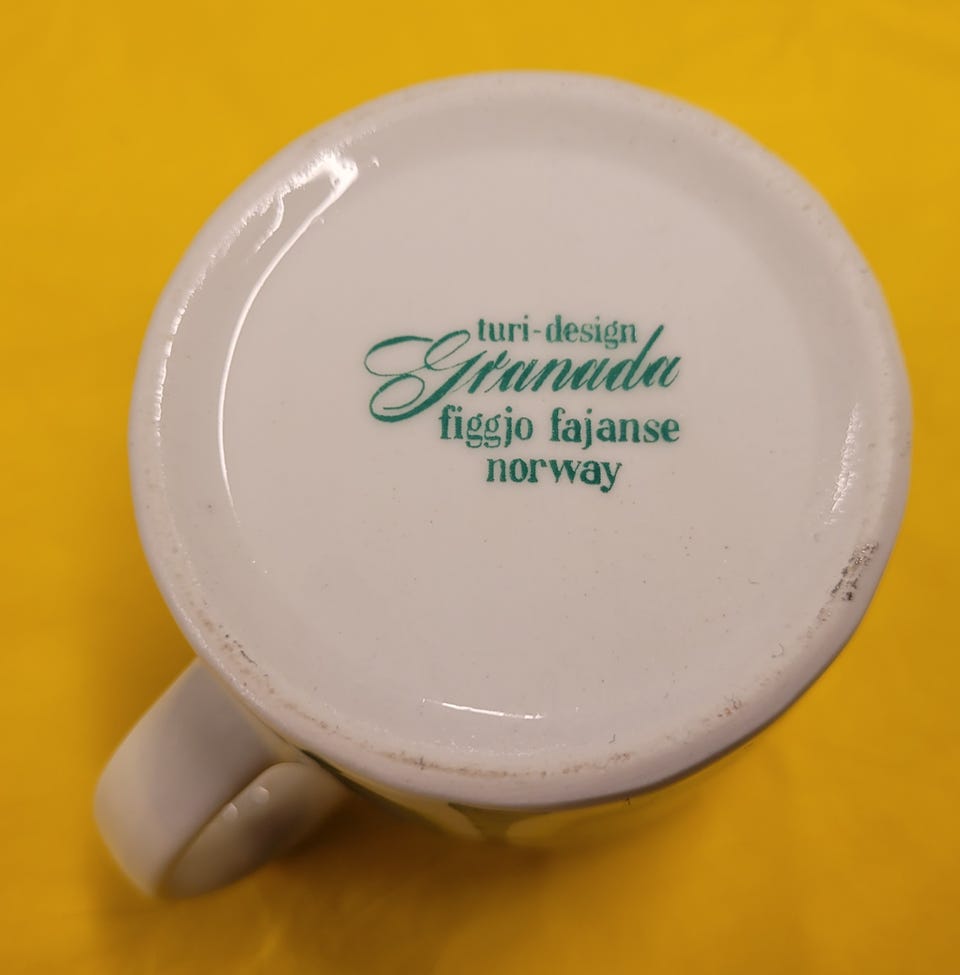 turi-design
Granada
figgjo fajanse
norway